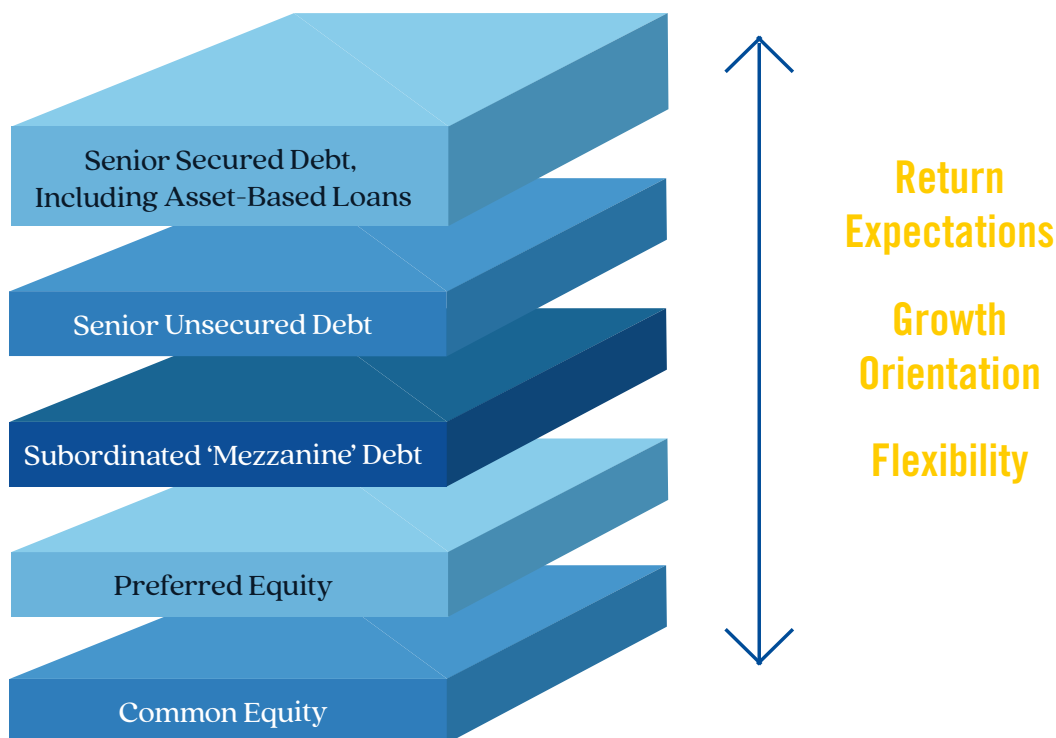 Senior Secured Debt,
Including Asset-Based Loans
Senior Unsecured Debt
Subordinated ‘Mezzanine’ Debt
Preferred Equity
Common Equity
Return
Expectations
Growth
Orientation
Flexibility